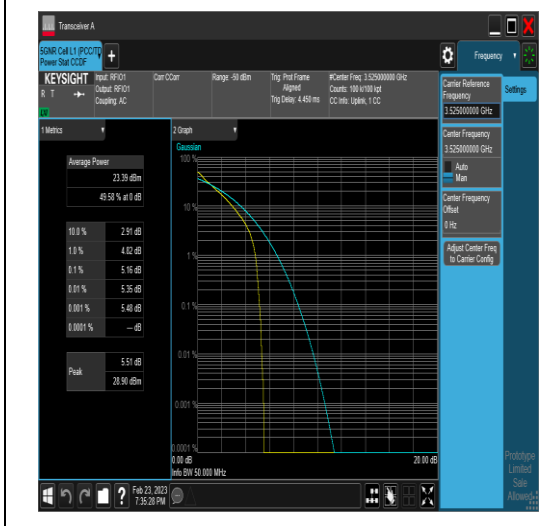 Transceiver A
5GNR Cell L1 (PCC/TD
Power Stat CCDF
+
Frequency
KEYSIGHT
R T
LV
Input: RFIO1
Output: RFIO1
Coupling: AC
Corr CCorr
Range -50 dBm
Trig: Prot Frame
Aligned
Trig Delay: 4.450 ms
#Center Freq: 3.525000000 GHz
Counts: 100 k/100 kpt
CC Info: Uplink, 1 CC
1 Metrics
Average Power
23.39 dBm
49.58 % at 0 dB
10.0 % 2.91 dB
1.0 % 4.82 dB
0.1 % 5.16 dB
0.01 % 5.35 dB
0.001 % 5.48 dB
0.0001 % --- dB
Peak 5.51 dB
28.90 dBm
2 Graph
Gaussian
100 %
10 %
1 %
0.1 %
0.01 %
0.001 %
0.0001 %
0.00 dB 20.00 dB
Info BW 50.000 MHz
Carrier Reference
Frequency
3.525000000 GHz
Settings
Center Frequency
3.525000000 GHz
Auto
Man
Center Frequency
Offset
0 Hz
Adjust Center Freq
to Carrier Config
Prototype
Limited
Sale
Allowed
?
Feb 23, 2023
7:35:28 PM